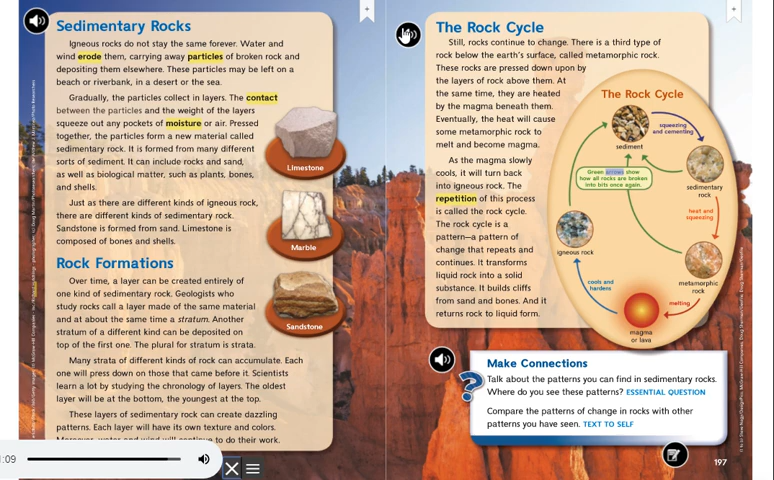 Sedimentary Rocks
Igneous rocks do not stay the same forever. Water and
wind erode them, carrying away particles of broken rock and
depositing them elsewhere. These particles may be left on a
beach or riverbank, in a desert or the sea.
Gradually, the particles collect in layers. The contact
between the particles and the weight of the layers
squeeze out any pockets of moisture or air. Pressed
together, the particles form a new material called
sedimentary rock. It is formed from many different
sorts of sediment. It can include rocks and sand,
as well as biological matter, such as plants, bones,
and shells.
Just as there are different kinds of igneous rock,
there are different kinds of sedimentary rock.
Sandstone is formed from sand. Limestone is
composed of bones and shells.
Limestone
Marble
Sandstone
Rock Formations
Over time, a layer can be created entirely of
one kind of sedimentary rock. Geologists who
study rocks call a layer made of the same material
and at about the same time a stratum. Another
stratum of a different kind can be deposited on
top of the first one. The plural for stratum is strata.
Many strata of different kinds of rock can accumulate. Each
one will press down on those that came before it. Scientists
learn a lot by studying the chronology of layers. The oldest
layer will be at the bottom, the youngest at the top.
These layers of sedimentary rock can create dazzling
patterns. Each layer will have its own texture and colors.
Moreover, water and wind will continue to do their work.
:09
The Rock Cycle
Still, rocks continue to change. There is a third type of
rock below the earth's surface, called metamorphic rock.
These rocks are pressed down upon by
the layers of rock above them. At
the same time, they are heated
by the magma beneath them.
Eventually, the heat will cause
some metamorphic rock to
melt and become magma.
As the magma slowly
cools, it will turn back
into igneous rock. The
repetition of this process
is called the rock cycle.
The rock cycle is a
pattern—a pattern of
change that repeats and
continues. It transforms
liquid rock into a solid
substance. It builds cliffs
from sand and bones. And it
returns rock to liquid form.
The Rock Cycle
sediment
squeezing
and cementing
sedimentary
rock
Green arrows show
how all rocks are broken
into bits once again.
heat and
squeezing
igneous rock
metamorphic
rock
cools and
hardens
melting
magma
or lava
Make Connections
Talk about the patterns you can find in sedimentary rocks.
Where do you see these patterns? ESSENTIAL QUESTION
Compare the patterns of change in rocks with other
patterns you have seen. TEXT TO SELF
197